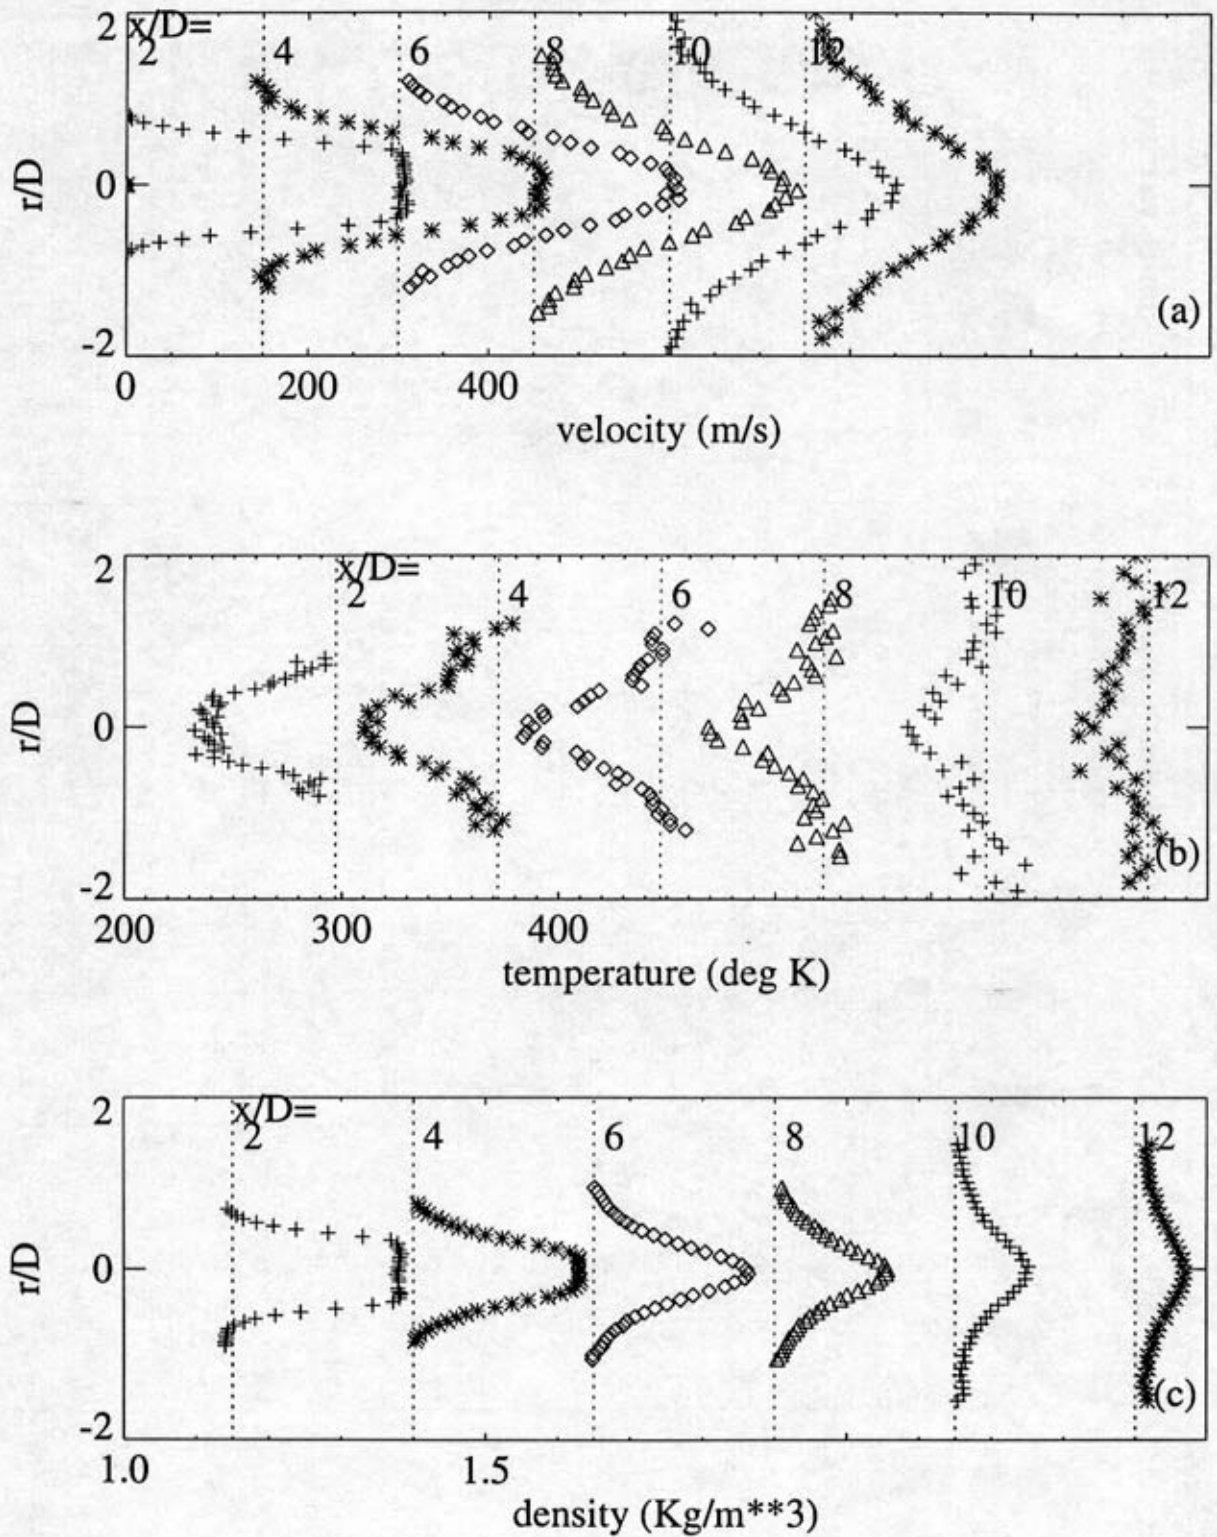 2
x/D=
2 4 6 8 10 12
r/D
0
(a)
-2
0 200 400
velocity (m/s)
2
x/D=
2 4 6 8 10 12
r/D
0
(b)
-2
200 300 400
temperature (deg K)
2
x/D=
2 4 6 8 10 12
r/D
0
(c)
-2
1.0 1.5
density (Kg/m**3)